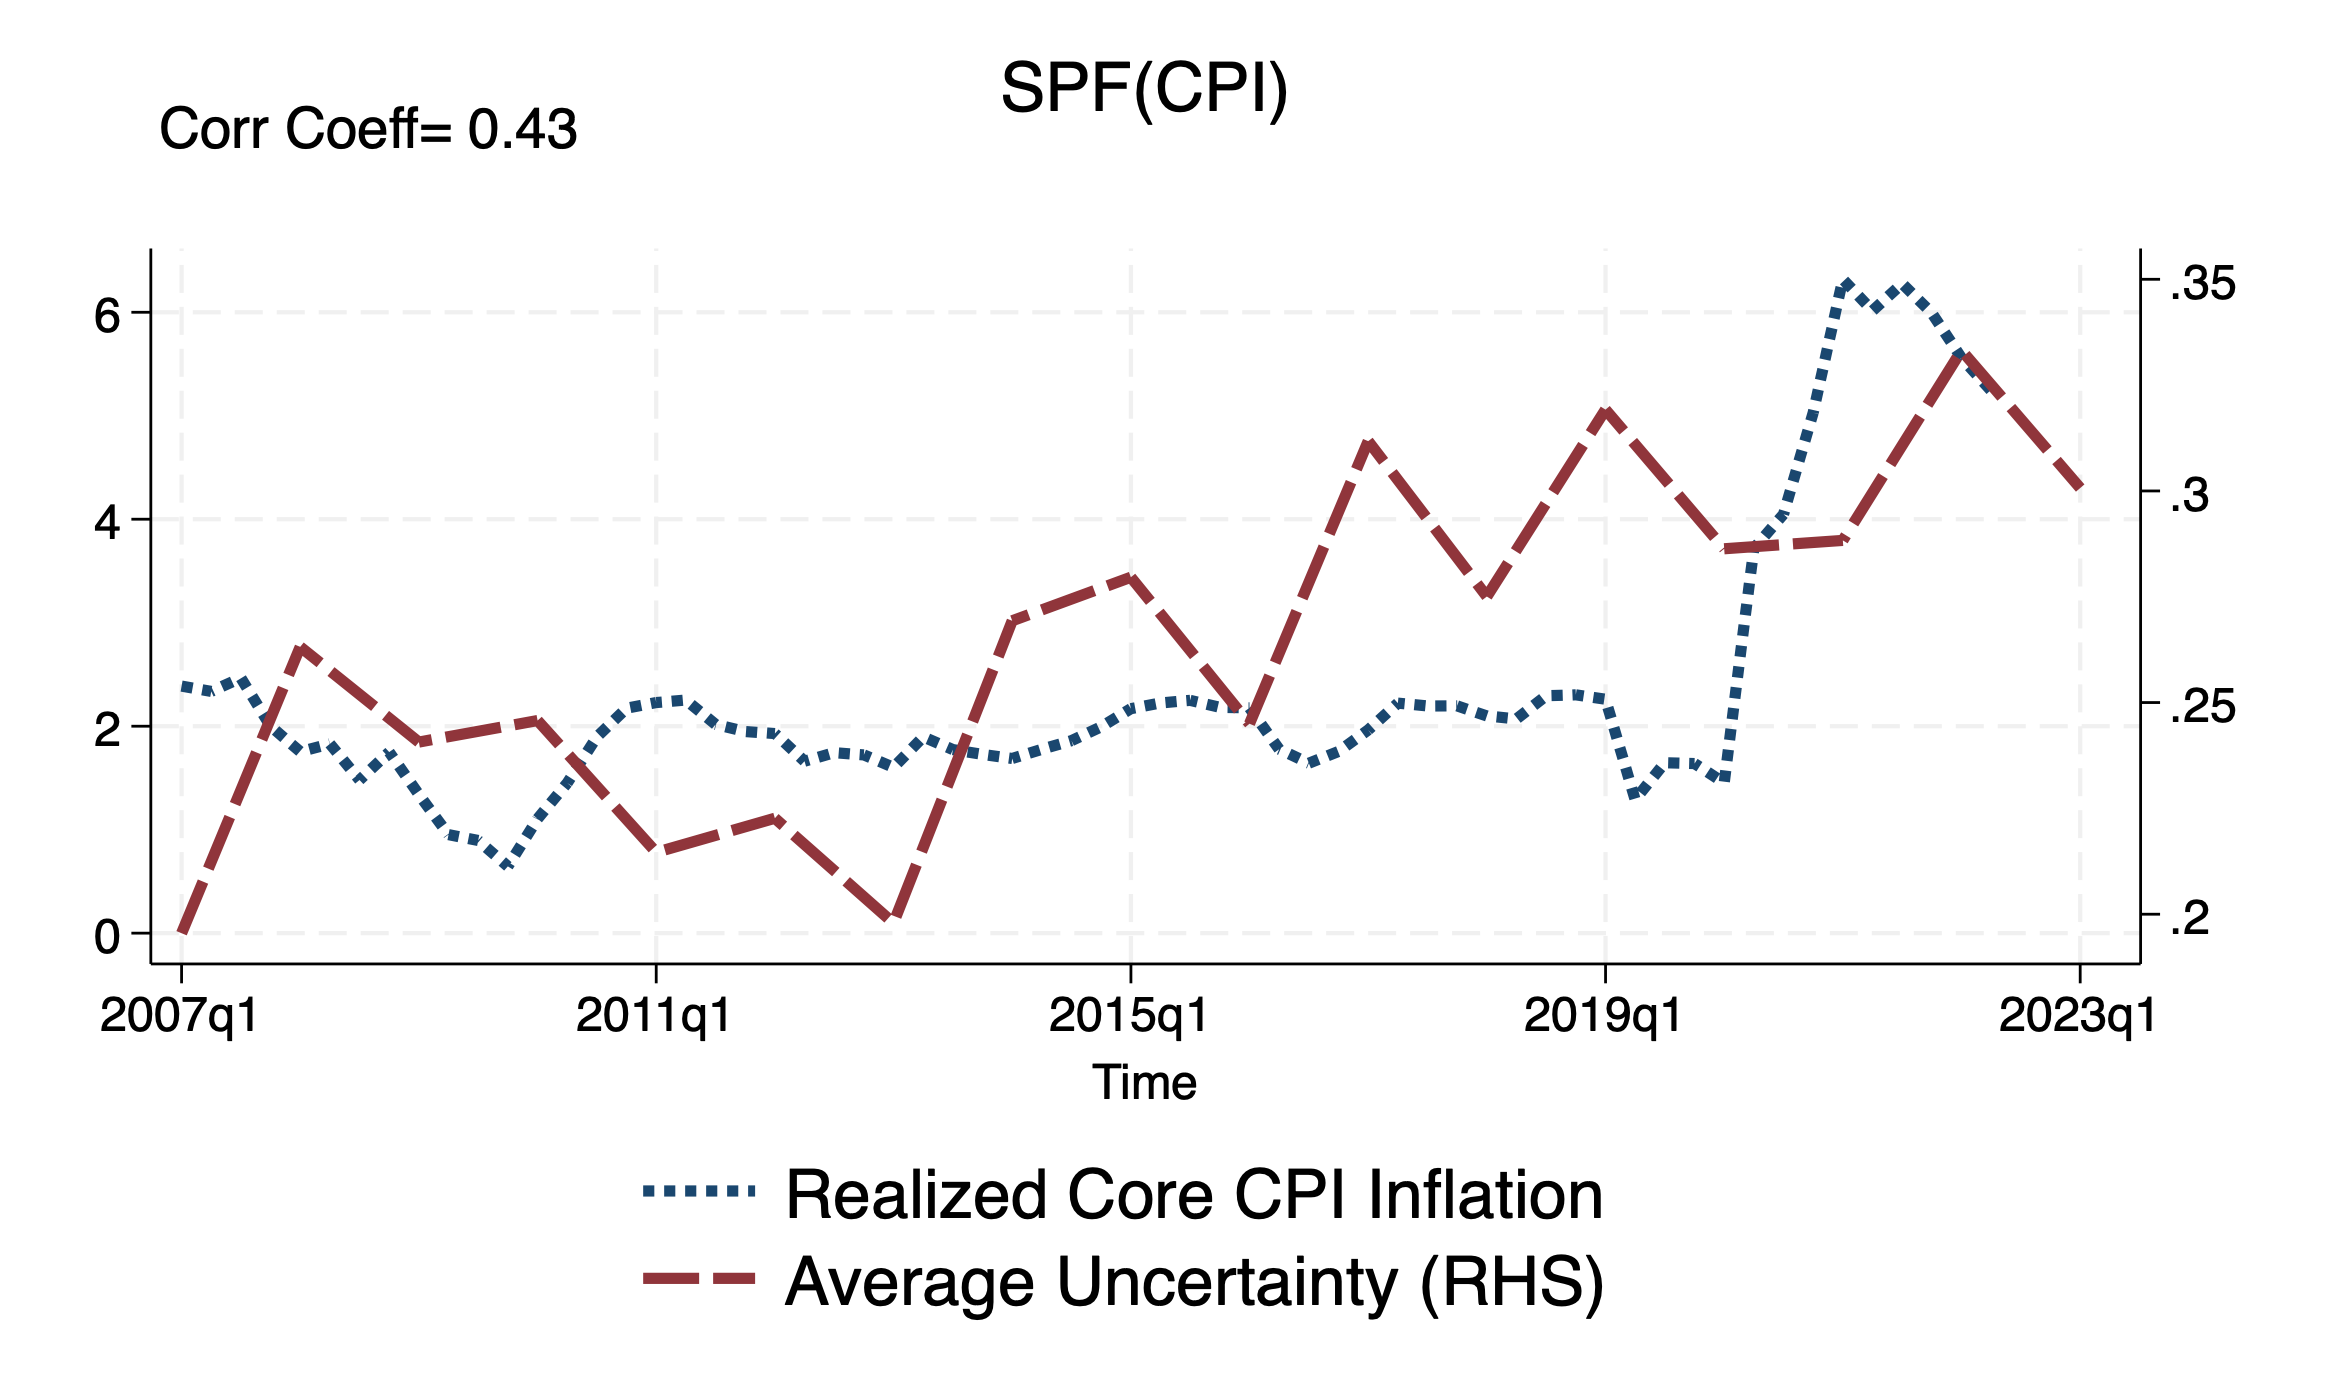 SPF(CPI)
Corr Coeff= 0.43
6
4
2
0
.35
.3
.25
.2
2007q1 2011q1 2015q1 2019q1 2023q1
Time
Realized Core CPI Inflation
Average Uncertainty (RHS)